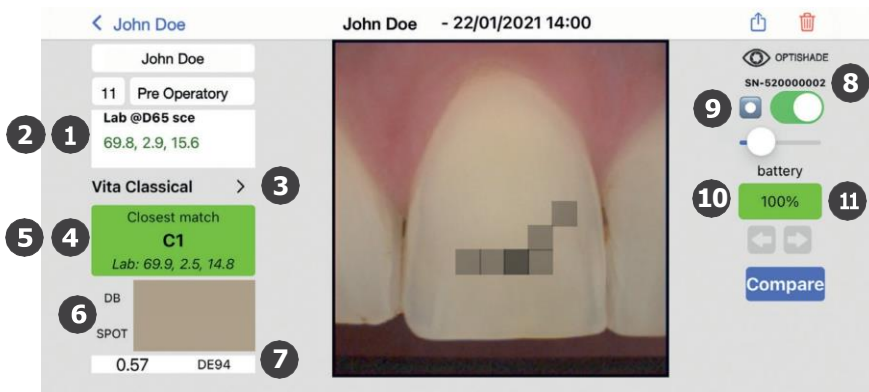 John Doe
John Doe - 22/01/2021 14:00
John Doe
11 Pre Operatory
Lab @D65 sce
69.8, 2.9, 15.6
2 1
Vita Classical
3
Closest match
C1
Lab: 69.9, 2.5, 14.8
5 4
DB
6
SPOT
0.57 DE94
7
OPTISHADE
SN-520000002
8
9
battery
10 100% 11
Compare